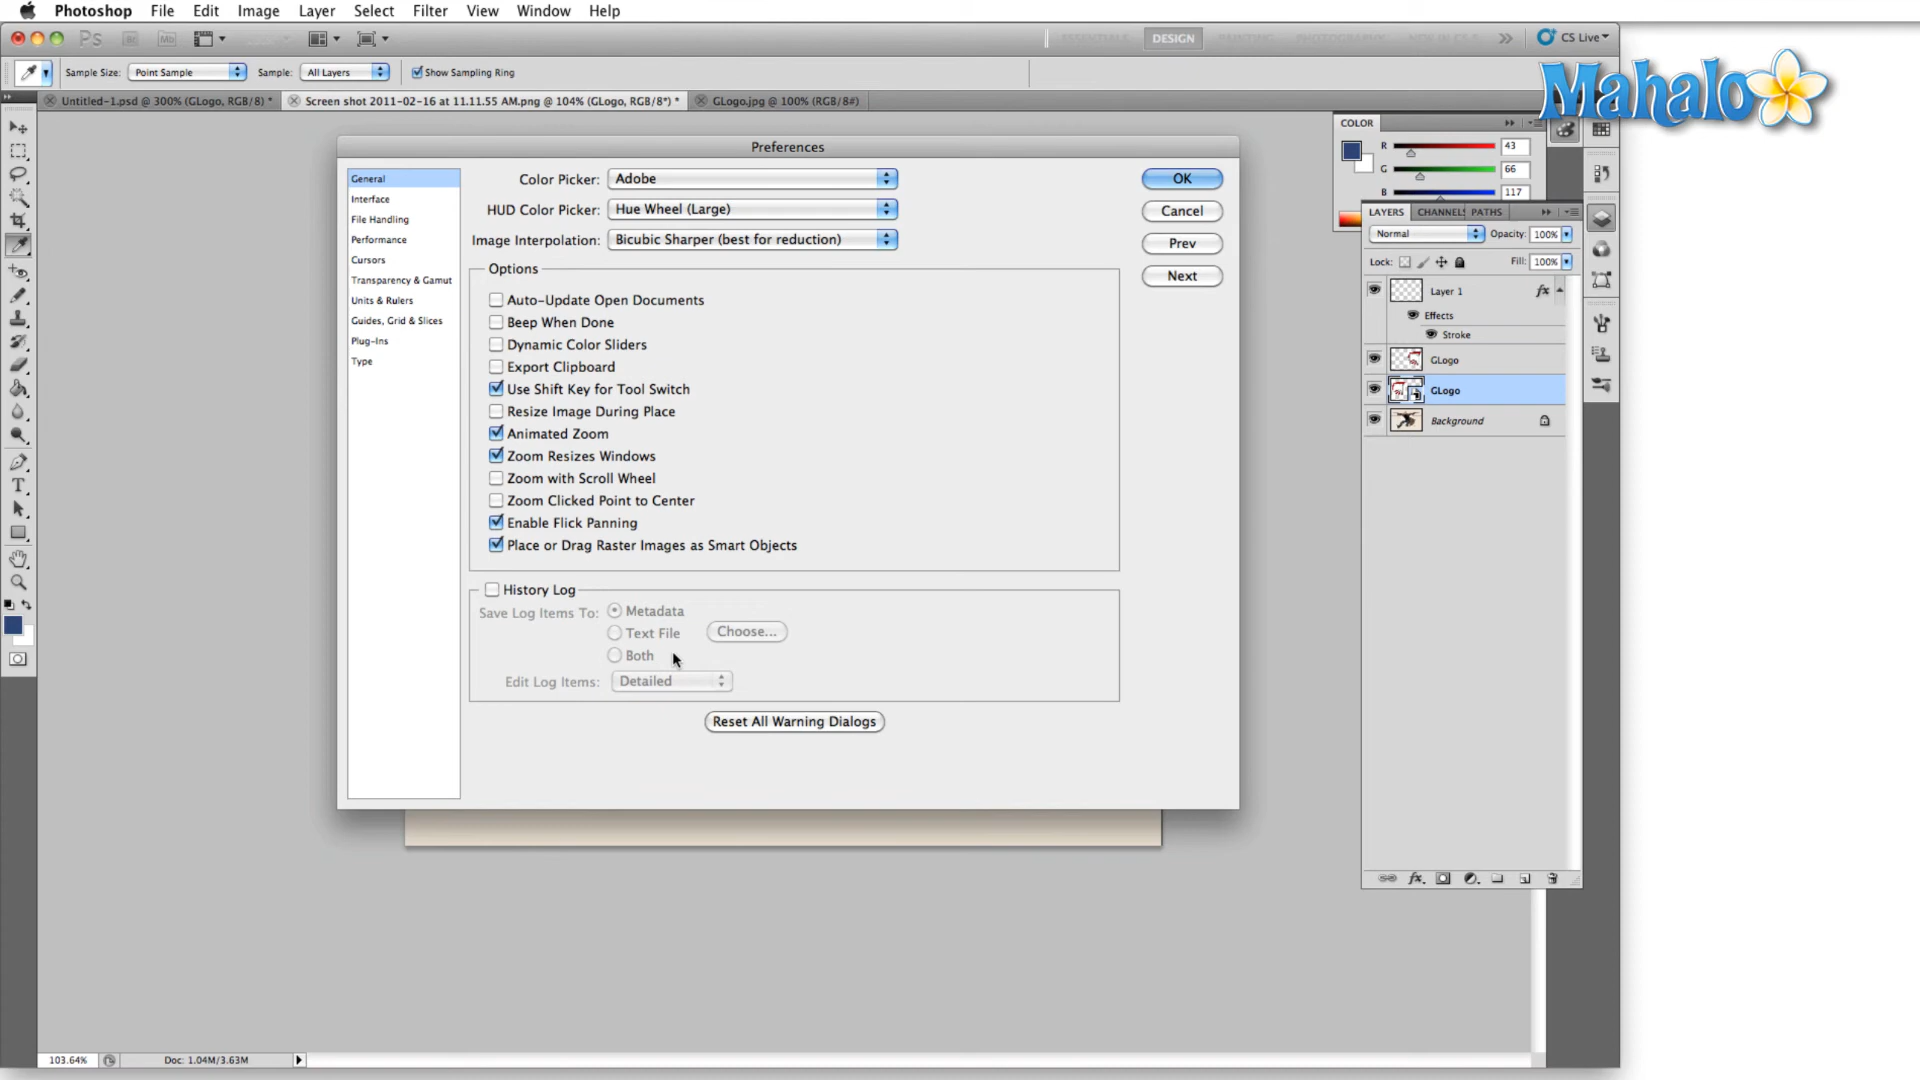 Photoshop File Edit Image Layer Select Filter View Window Help
Ps Br Mb ESSENTIALS DESIGN PAINTING PHOTOGRAPHY CS Live
Sample Size: Point Sample Sample: All Layers Show Sampling Ring
Mahalo
Untitled-1.psd @ 300% (GLogo, RGB/8) * Screen shot 2011-02-16 at 11.11.55 AM.png @ 104% (GLogo, RGB/8*) * GLogo.jpg @ 100% (RGB/8#)
COLOR
R 43
G 66
B 117
Preferences
General
Interface
File Handling
Performance
Cursors
Transparency & Gamut
Units & Rulers
Guides, Grid & Slices
Plug-Ins
Type
Color Picker: Adobe
HUD Color Picker: Hue Wheel (Large)
Image Interpolation: Bicubic Sharper (best for reduction)
Options
Auto-Update Open Documents
Beep When Done
Dynamic Color Sliders
Export Clipboard
Use Shift Key for Tool Switch
Resize Image During Place
Animated Zoom
Zoom Resizes Windows
Zoom with Scroll Wheel
Zoom Clicked Point to Center
Enable Flick Panning
Place or Drag Raster Images as Smart Objects
History Log
Save Log Items To: Metadata
Text File Choose...
Both
Edit Log Items: Detailed
Reset All Warning Dialogs
OK
Cancel
Prev
Next
LAYERS CHANNELS PATHS
Normal Opacity: 100%
Lock: Fill: 100%
Layer 1 fx
Effects
Stroke
GLogo
GLogo
Background
fx
103.64% Doc: 1.04M/3.63M